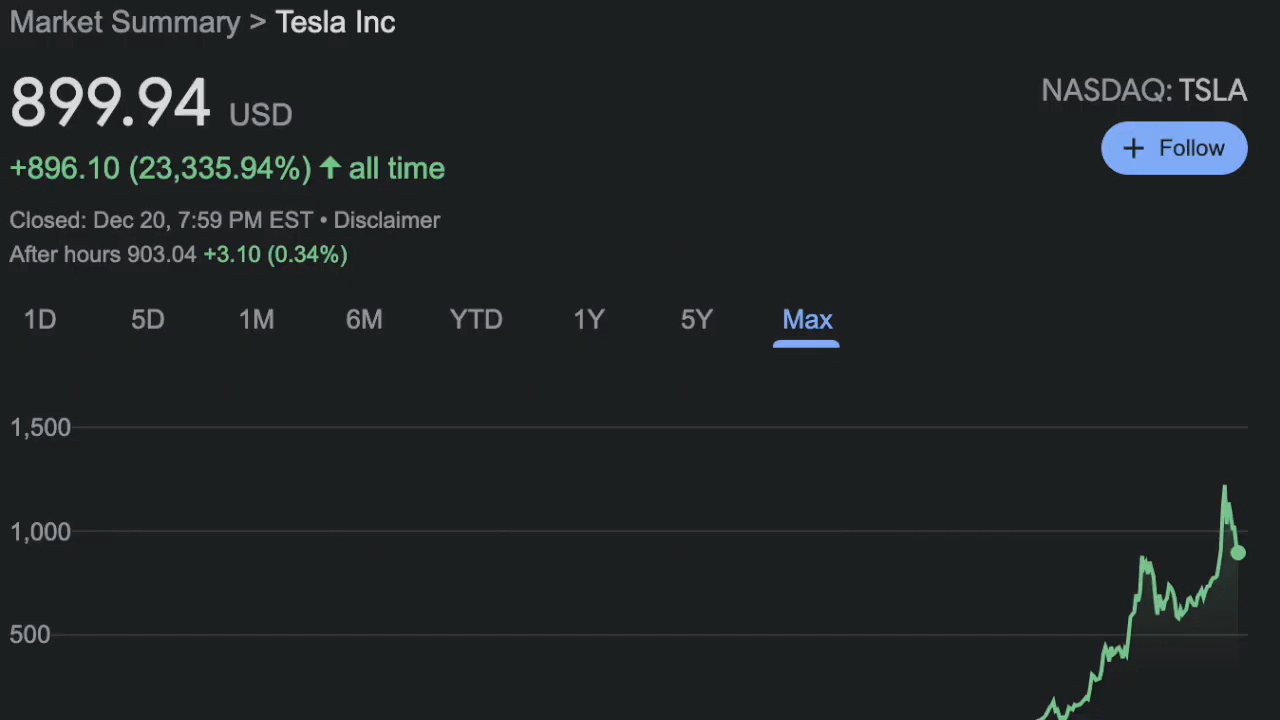 Market Summary > Tesla Inc
899.94 USD
NASDAQ: TSLA
+ Follow
+896.10 (23,335.94%) ↑ all time
Closed: Dec 20, 7:59 PM EST • Disclaimer
After hours 903.04 +3.10 (0.34%)
1D 5D 1M 6M YTD 1Y 5Y Max
1,500
1,000
500